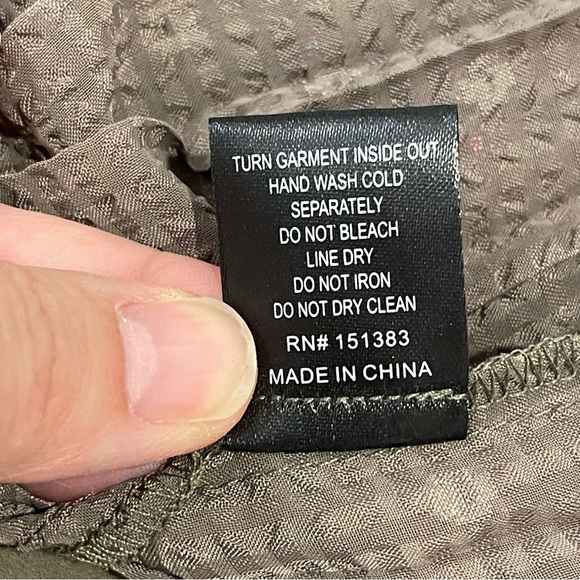 TURN GARMENT INSIDE OUT
HAND WASH COLD
SEPARATELY
DO NOT BLEACH
LINE DRY
DO NOT IRON
DO NOT DRY CLEAN
RN# 151383
MADE IN CHINA